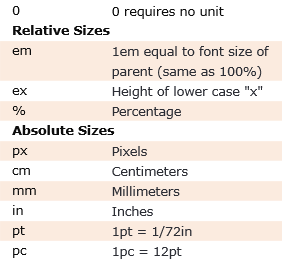 0 0 requires no unit
Relative Sizes
em 1em equal to font size of
parent (same as 100%)
ex Height of lower case "x"
% Percentage
Absolute Sizes
px Pixels
cm Centimeters
mm Millimeters
in Inches
pt 1pt = 1/72in
pc 1pc = 12pt